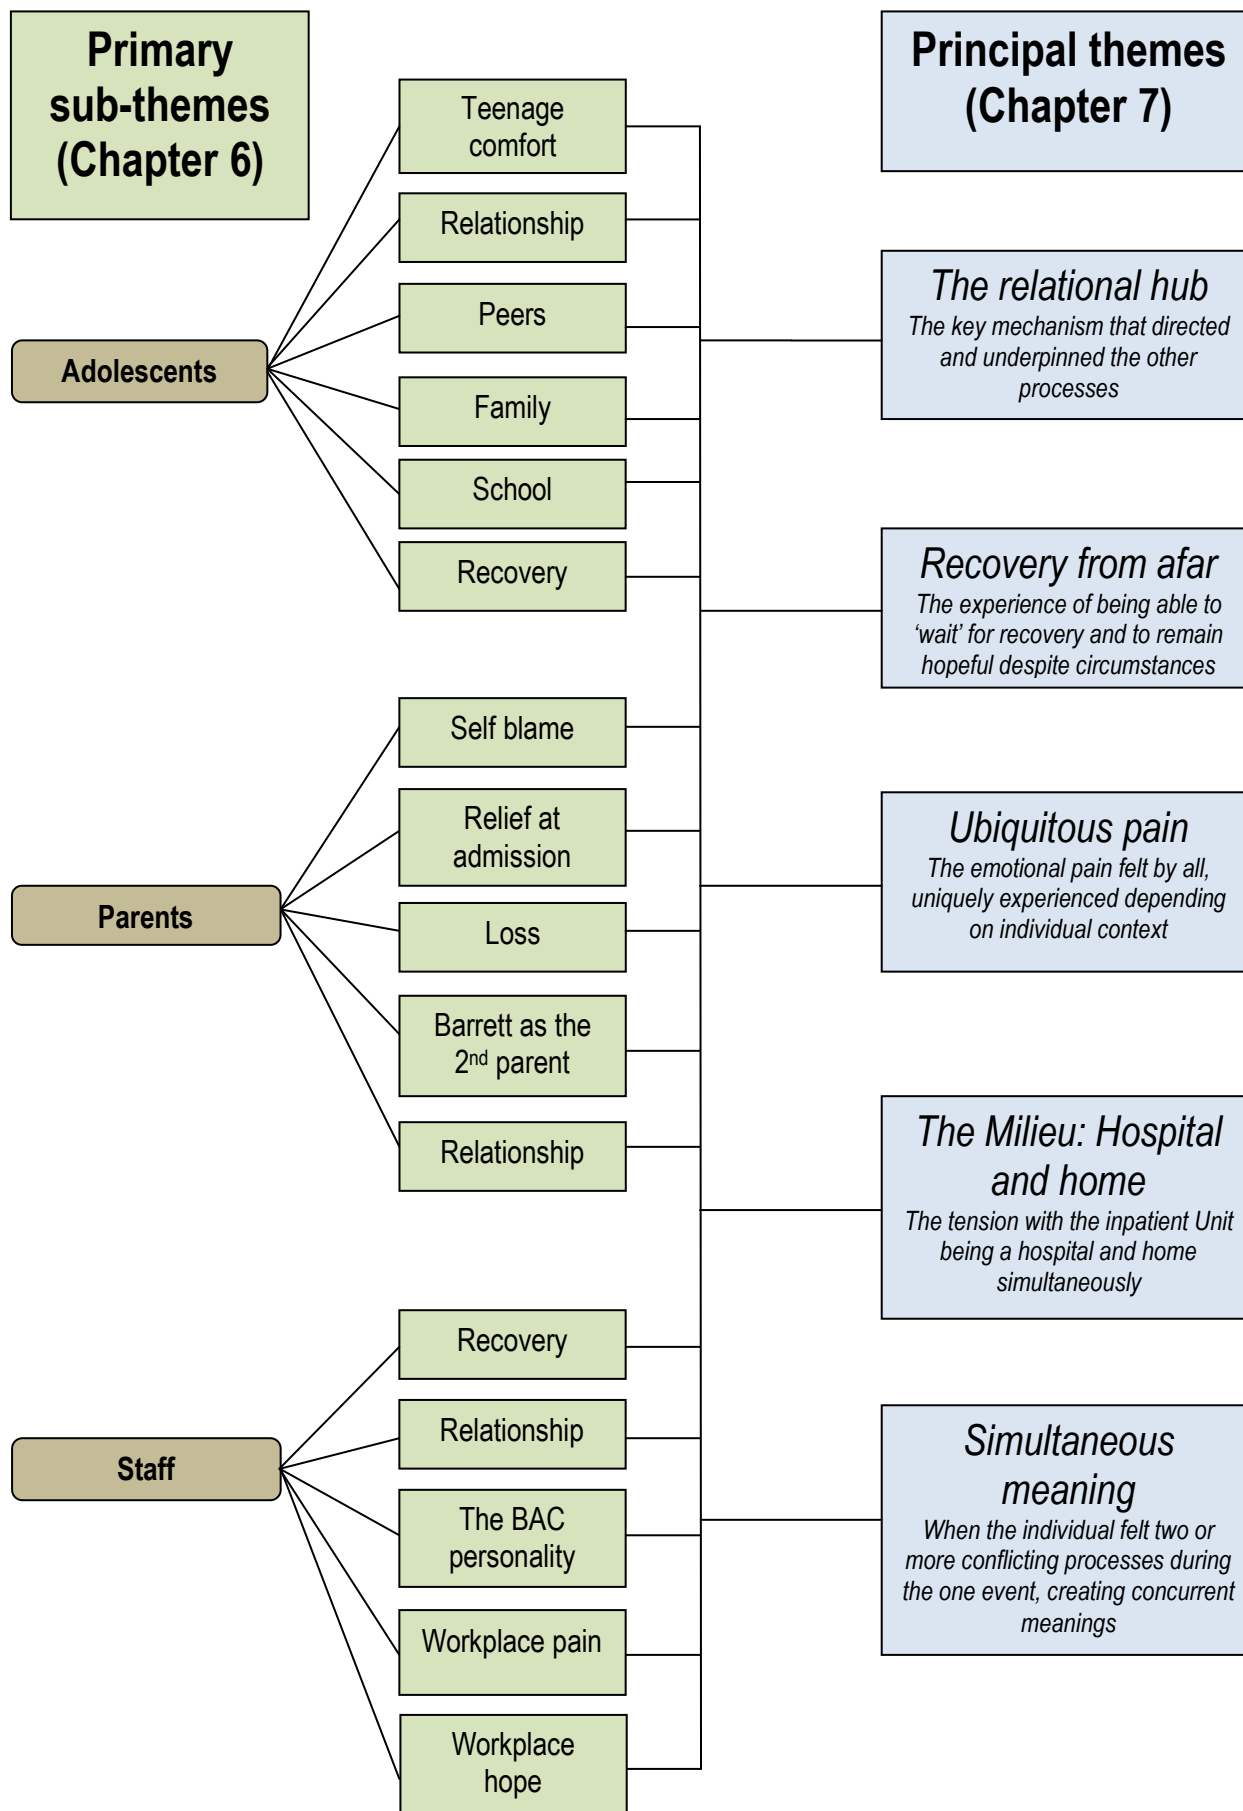 Primary
sub-themes
(Chapter 6)
Principal themes
(Chapter 7)
Adolescents
Teenage
comfort
Relationship
Peers
Family
School
Recovery
Parents
Self blame
Relief at
admission
Loss
Barrett as the
2nd parent
Relationship
Staff
Recovery
Relationship
The BAC
personality
Workplace pain
Workplace
hope
The relational hub
The key mechanism that directed
and underpinned the other
processes
Recovery from afar
The experience of being able to
‘wait’ for recovery and to remain
hopeful despite circumstances
Ubiquitous pain
The emotional pain felt by all,
uniquely experienced depending
on individual context
The Milieu: Hospital
and home
The tension with the inpatient Unit
being a hospital and home
simultaneously
Simultaneous
meaning
When the individual felt two or
more conflicting processes during
the one event, creating concurrent
meanings